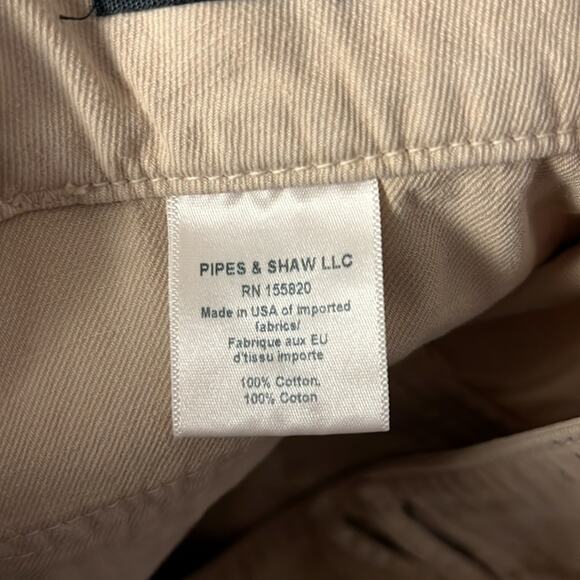 PIPES & SHAW LLC
RN 155820
Made in USA of imported
fabrics/
Fabrique aux EU
d'tissu importe
100% Cotton,
100% Coton